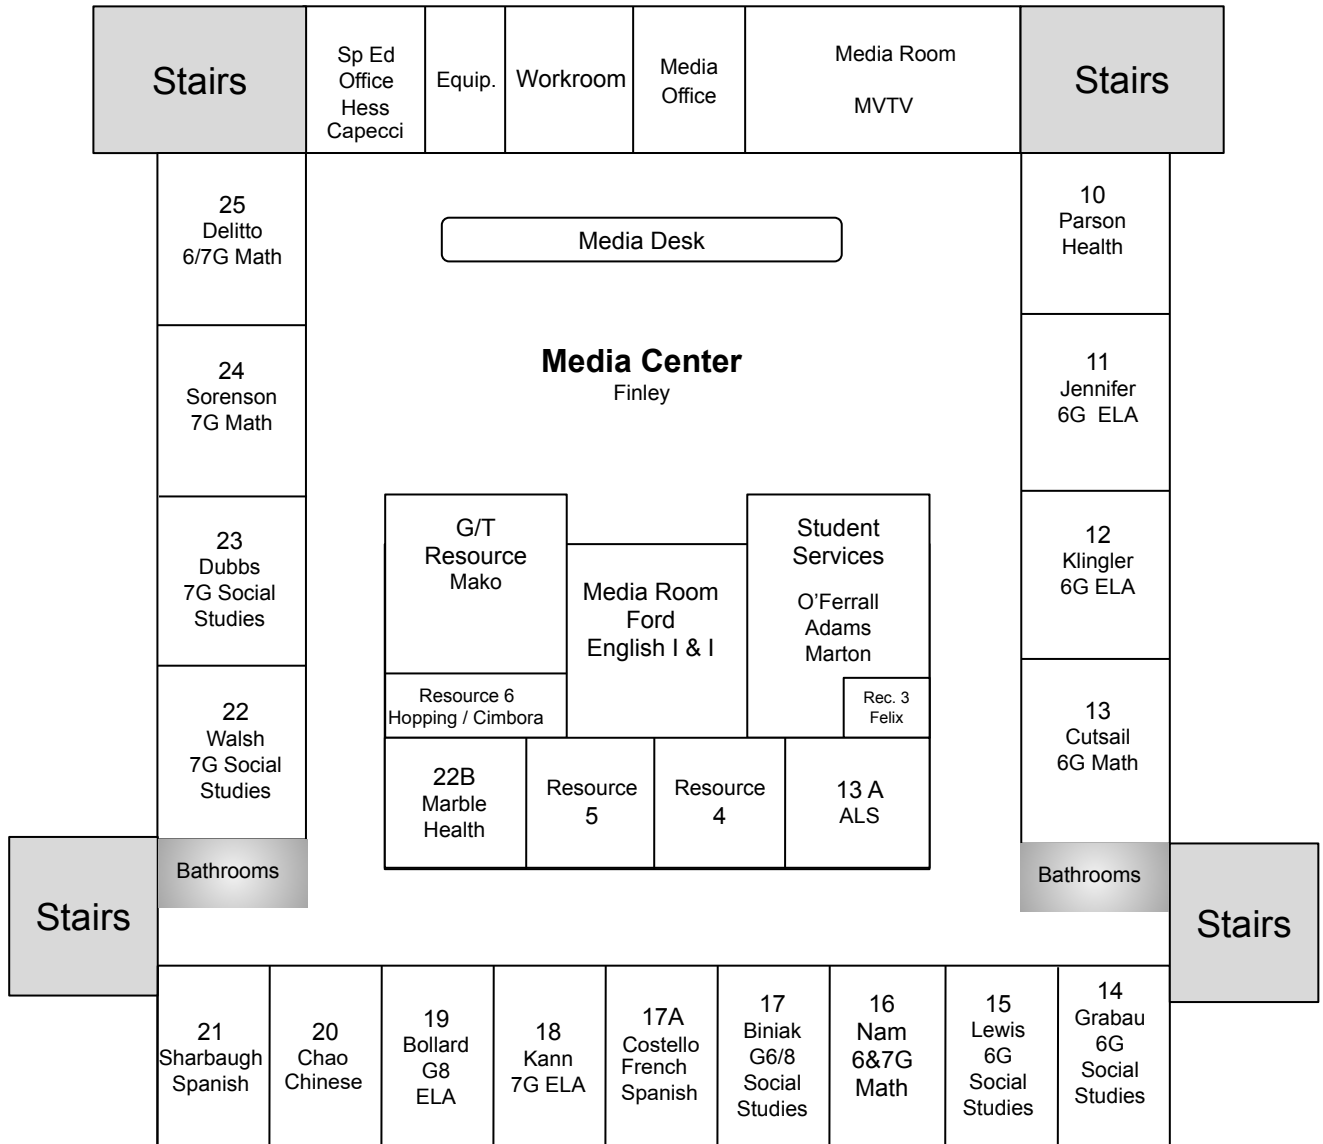 Stairs
Sp Ed
Office
Hess
Capecci
Equip.
Workroom
Media
Office
Media Room
MVTV
Stairs
25
Delitto
6/7G Math
Media Desk
10
Parson
Health
24
Sorenson
7G Math
Media Center
Finley
11
Jennifer
6G ELA
23
Dubbs
7G Social
Studies
G/T
Resource
Mako
Media Room
Ford
English I & I
Student
Services
O'Ferrall
Adams
Marton
12
Klingler
6G ELA
22
Walsh
7G Social
Studies
Resource 6
Hopping / Cimbora
Rec. 3
Felix
13
Cutsail
6G Math
22B
Marble
Health
Resource
5
Resource
4
13 A
ALS
Bathrooms
Bathrooms
Stairs
Stairs
21
Sharbaugh
Spanish
20
Chao
Chinese
19
Bollard
G8
ELA
18
Kann
7G ELA
17A
Costello
French
Spanish
17
Biniak
G6/8
Social
Studies
16
Nam
6&7G
Math
15
Lewis
6G
Social
Studies
14
Grabau
6G
Social
Studies